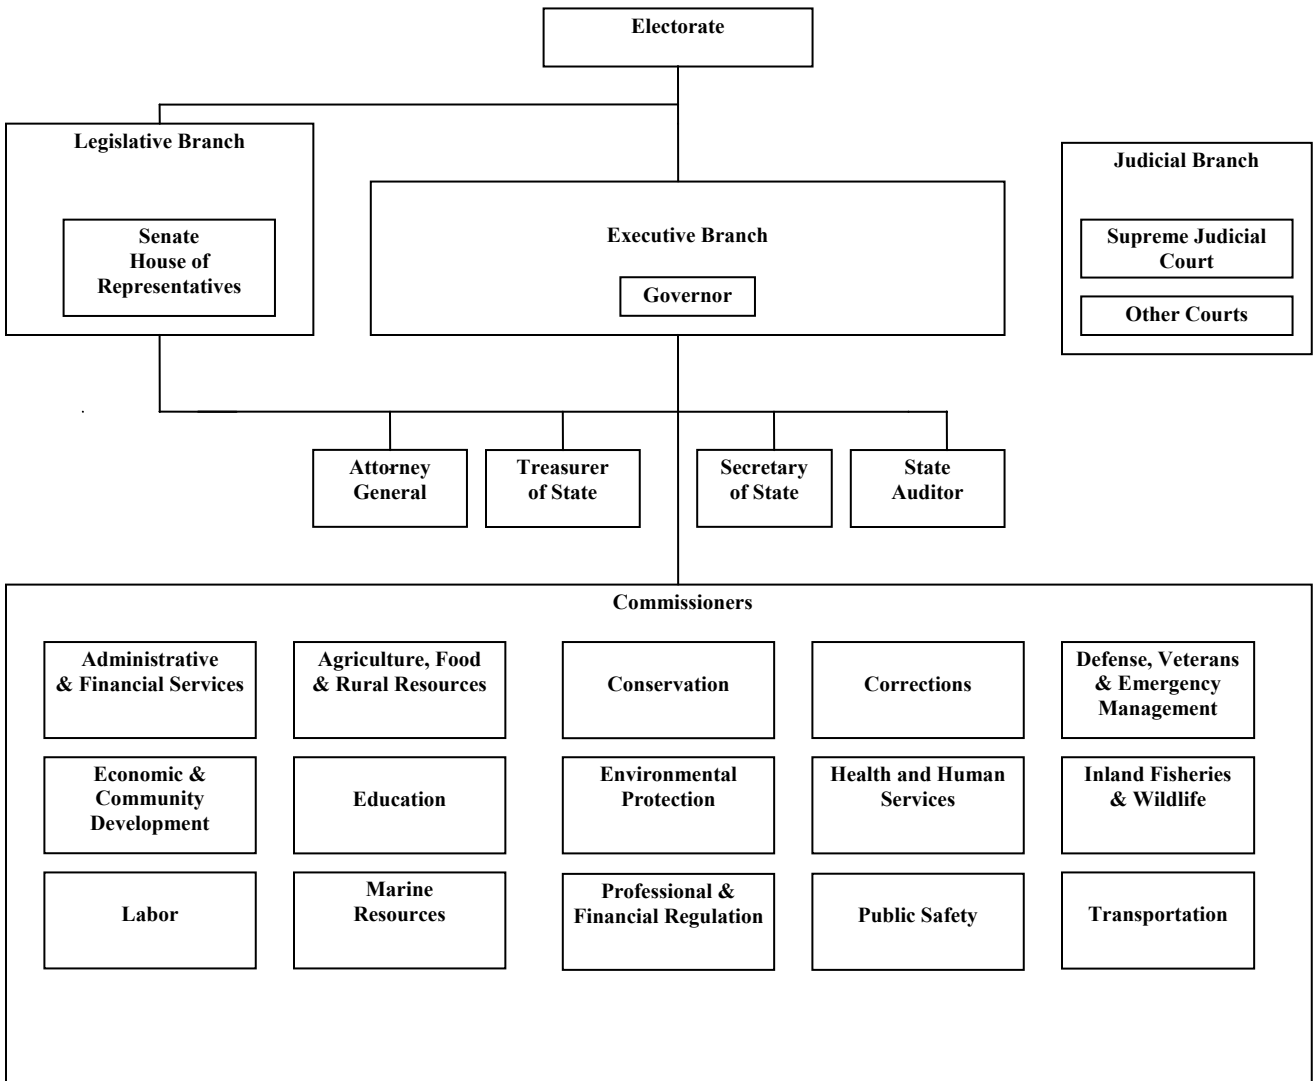 Electorate
Legislative Branch
Senate
House of
Representatives
Executive Branch
Governor
Judicial Branch
Supreme Judicial
Court
Other Courts
Attorney
General
Treasurer
of State
Secretary
of State
State
Auditor
Commissioners
Administrative
& Financial Services
Agriculture, Food
& Rural Resources
Conservation
Corrections
Defense, Veterans
& Emergency
Management
Economic &
Community
Development
Education
Environmental
Protection
Health and Human
Services
Inland Fisheries
& Wildlife
Labor
Marine
Resources
Professional &
Financial Regulation
Public Safety
Transportation